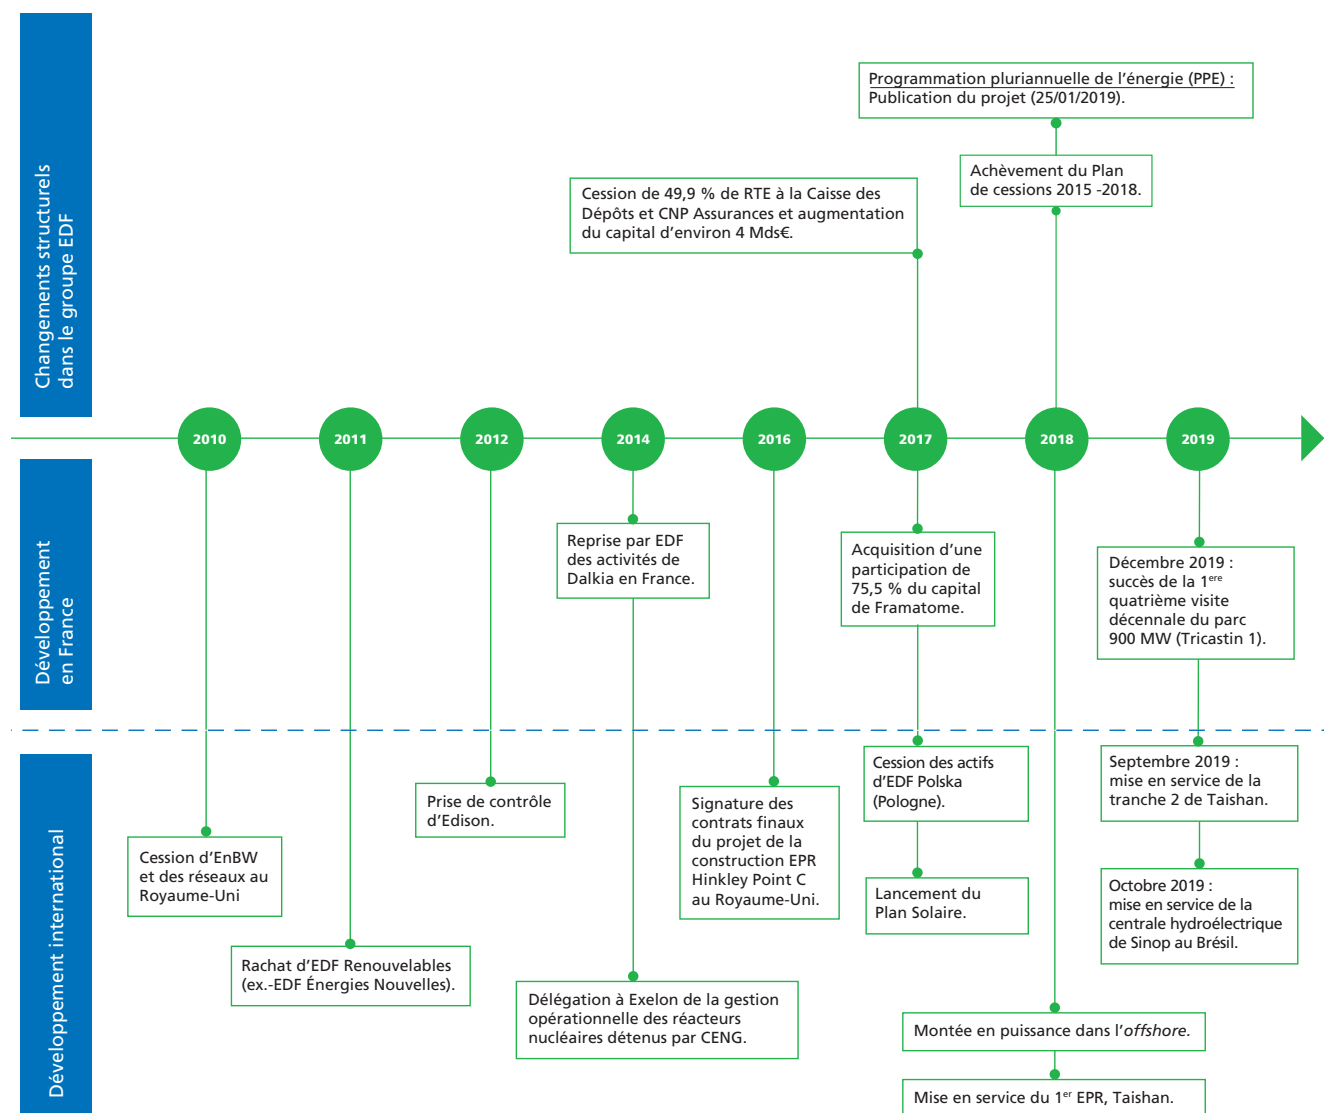 Changements structurels
dans le groupe EDF
Programmation pluriannuelle de l'énergie (PPE) :
Publication du projet (25/01/2019).
Achèvement du Plan
de cessions 2015 -2018.
Cession de 49,9 % de RTE à la Caisse des
Dépôts et CNP Assurances et augmentation
du capital d'environ 4 Mds€.
2010
2011
2012
2014
2016
2017
2018
2019
Développement
en France
Reprise par EDF
des activités de
Dalkia en France.
Acquisition d'une
participation de
75,5 % du capital
de Framatome.
Décembre 2019 :
succès de la 1ere
quatrième visite
décennale du parc
900 MW (Tricastin 1).
Développement international
Cession d'EnBW
et des réseaux au
Royaume-Uni
Rachat d'EDF Renouvelables
(ex.-EDF Énergies Nouvelles).
Prise de contrôle
d'Edison.
Délégation à Exelon de la gestion
opérationnelle des réacteurs
nucléaires détenus par CENG.
Signature des
contrats finaux
du projet de la
construction EPR
Hinkley Point C
au Royaume-Uni.
Cession des actifs
d'EDF Polska
(Pologne).
Lancement du
Plan Solaire.
Montée en puissance dans l'offshore.
Mise en service du 1er EPR, Taishan.
Septembre 2019 :
mise en service de la
tranche 2 de Taishan.
Octobre 2019 :
mise en service de la
centrale hydroélectrique
de Sinop au Brésil.